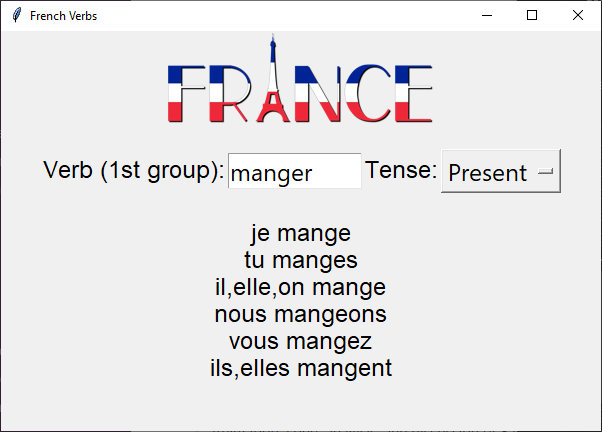 French Verbs
FRANCE
Verb (1st group): manger Tense: Present
je mange
tu manges
il,elle,on mange
nous mangeons
vous mangez
ils,elles mangent